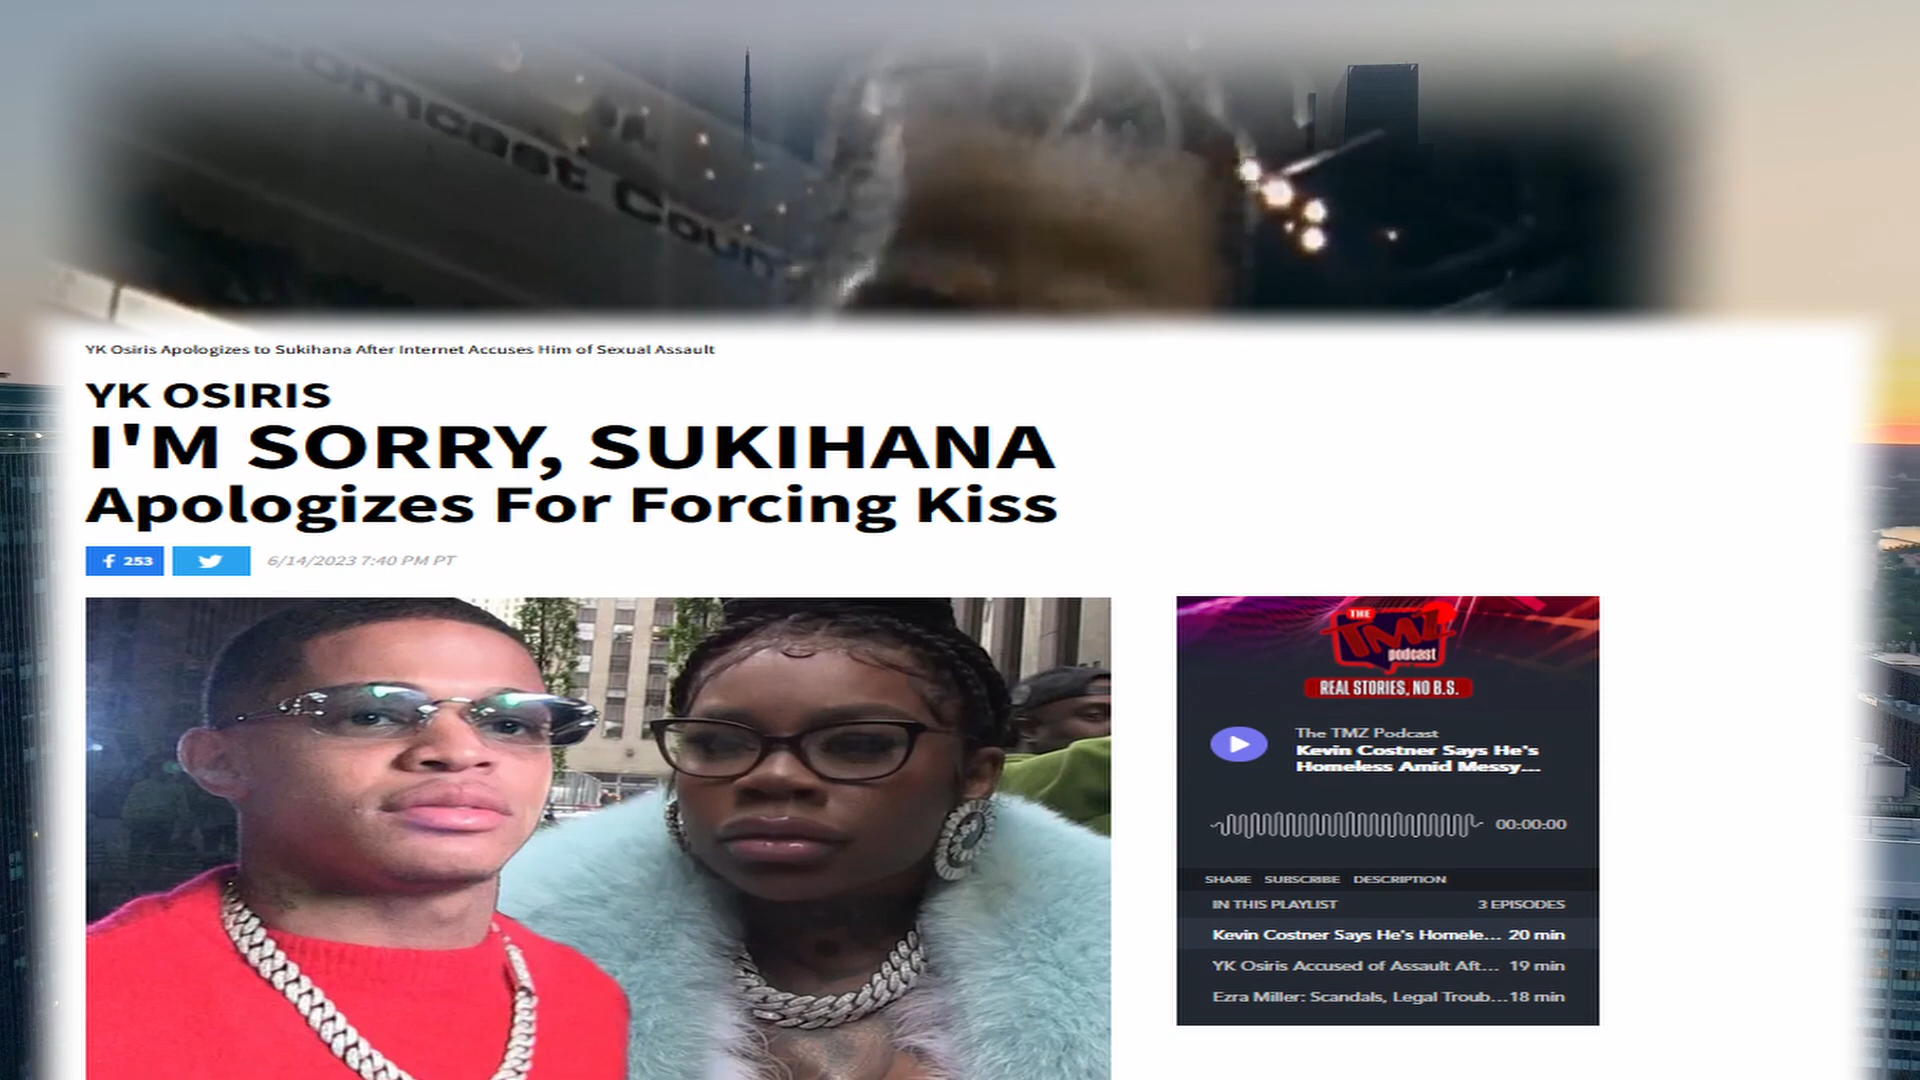 omcast Coun
YK Osiris Apologizes to Sukihana After Internet Accuses Him of Sexual Assault
YK OSIRIS
I'M SORRY, SUKIHANA
Apologizes For Forcing Kiss
f 253
6/14/2023 7:40 PM PT
THE
TMZ
podcast
REAL STORIES, NO B.S.
The TMZ Podcast
Kevin Costner Says He's
Homeless Amid Messy...
00:00:00
SHARE SUBSCRIBE DESCRIPTION
IN THIS PLAYLIST 3 EPISODES
Kevin Costner Says He's Homele... 20 min
YK Osiris Accused of Assault Aft... 19 min
Ezra Miller: Scandals, Legal Troub... 18 min